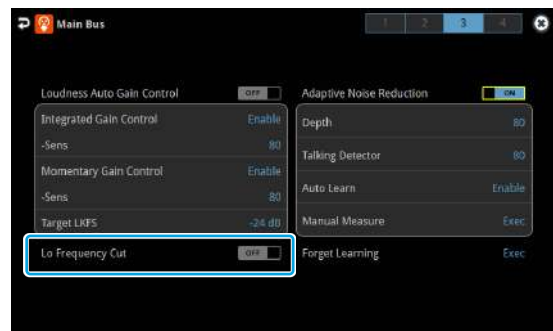 Main Bus
1 2 3 4
Loudness Auto Gain Control OFF
Integrated Gain Control Enable
-Sens 80
Momentary Gain Control Enable
-Sens 80
Target LKFS -24 dB
Lo Frequency Cut OFF
Adaptive Noise Reduction ON
Depth 80
Talking Detector 80
Auto Learn Enable
Manual Measure Exec
Forget Learning Exec